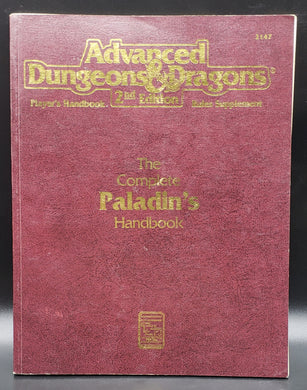 2147
Advanced
Dungeons & Dragons®
2nd Edition
Player's Handbook Rules Supplement
The
Complete
Paladin's
Handbook